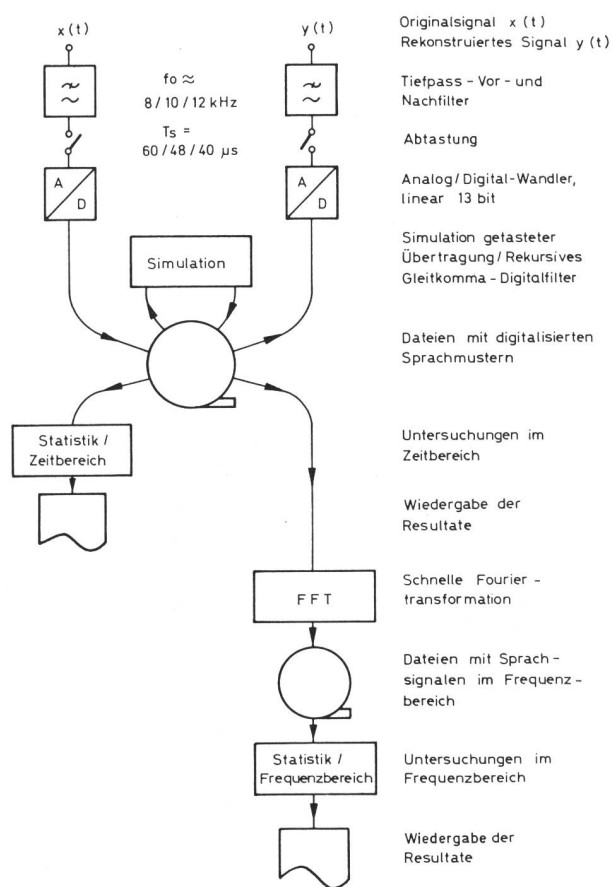 x (t)
y (t)
Originalsignal x (t)
Rekonstruiertes Signal y (t)
fo ≈
8 / 10 / 12 kHz
Tiefpass - Vor - und
Nachfilter
Ts =
60 / 48 / 40 µs
Abtastung
A
D
A
D
Analog / Digital - Wandler,
linear 13 bit
Simulation
Simulation getasteter
Übertragung / Rekursives
Gleitkomma - Digitalfilter
Dateien mit digitalisierten
Sprachmustern
Statistik /
Zeitbereich
Untersuchungen im
Zeitbereich
Wiedergabe der
Resultate
FFT
Schnelle Fourier -
transformation
Dateien mit Sprach -
signalen im Frequenz -
bereich
Statistik /
Frequenzbereich
Untersuchungen im
Frequenzbereich
Wiedergabe der
Resultate